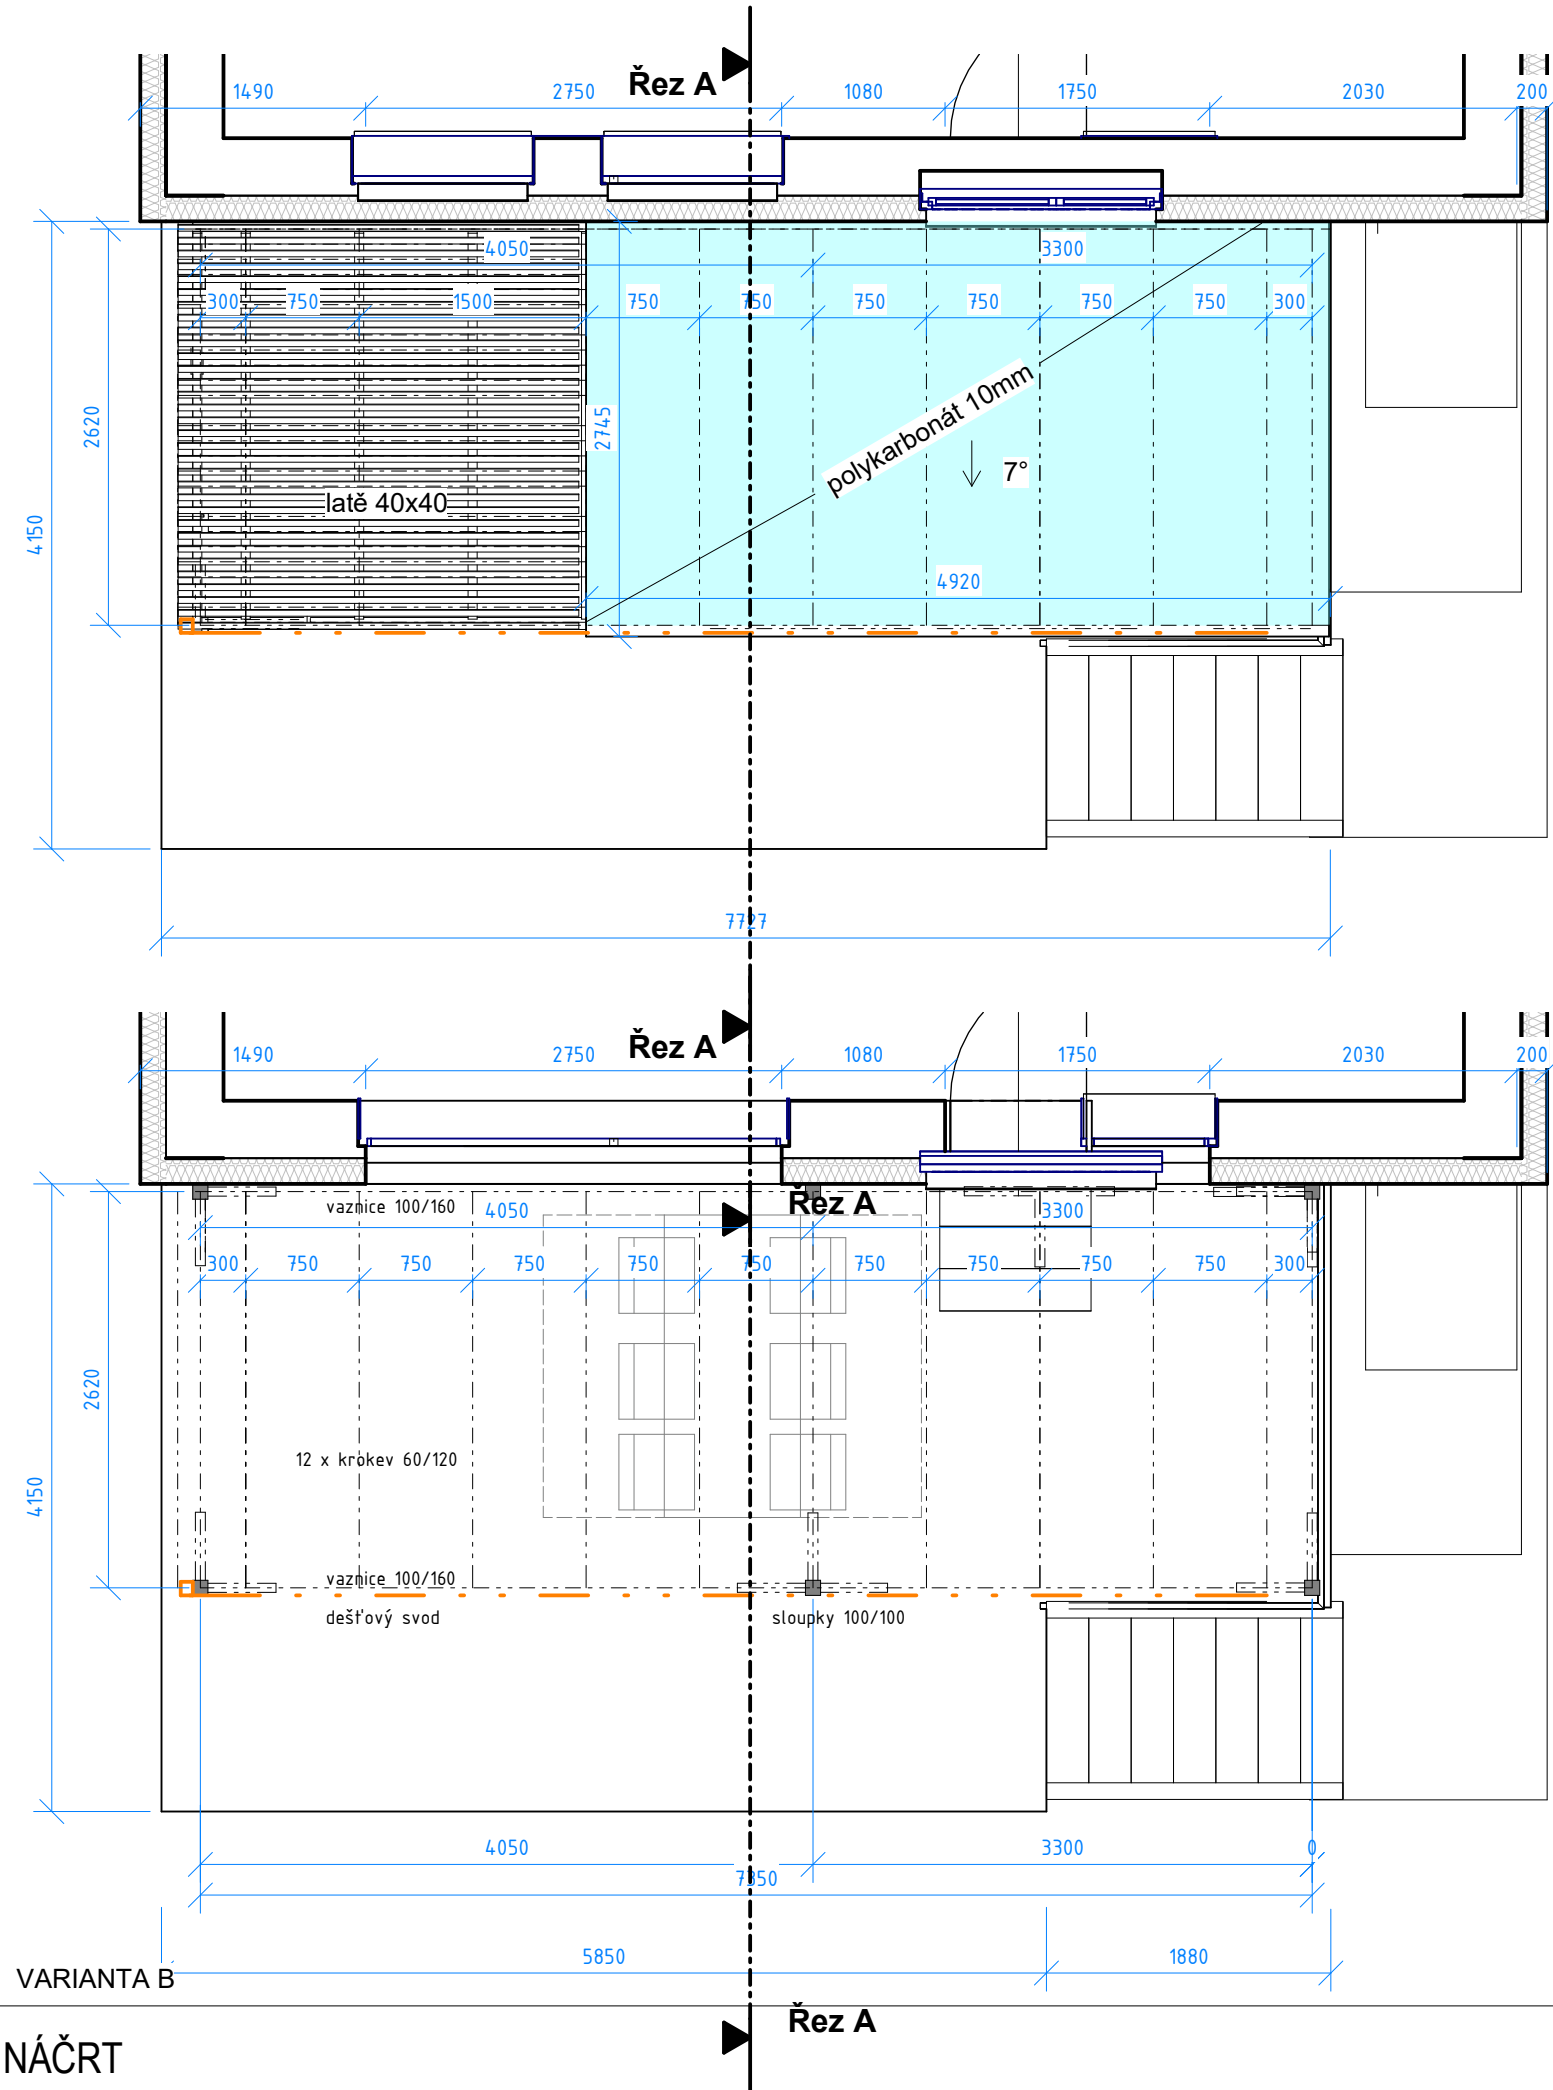 Řez A
1490 2750 1080 1750 2030 200
4050 3300
300 750 1500 750 750 750 750 750 750 300
2620
2745
4150
polykarbonát 10mm
7°
latě 40x40
4920
7727
Řez A
1490 2750 1080 1750 2030 200
vaznice 100/160
4050 3300
Řez A
300 750 750 750 750 750 750 750 750 750 300
2620
4150
12 x krokev 60/120
vaznice 100/160
dešťový svod
sloupky 100/100
4050 3300 0
7350
5850 1880
VARIANTA B
Řez A
NÁČRT